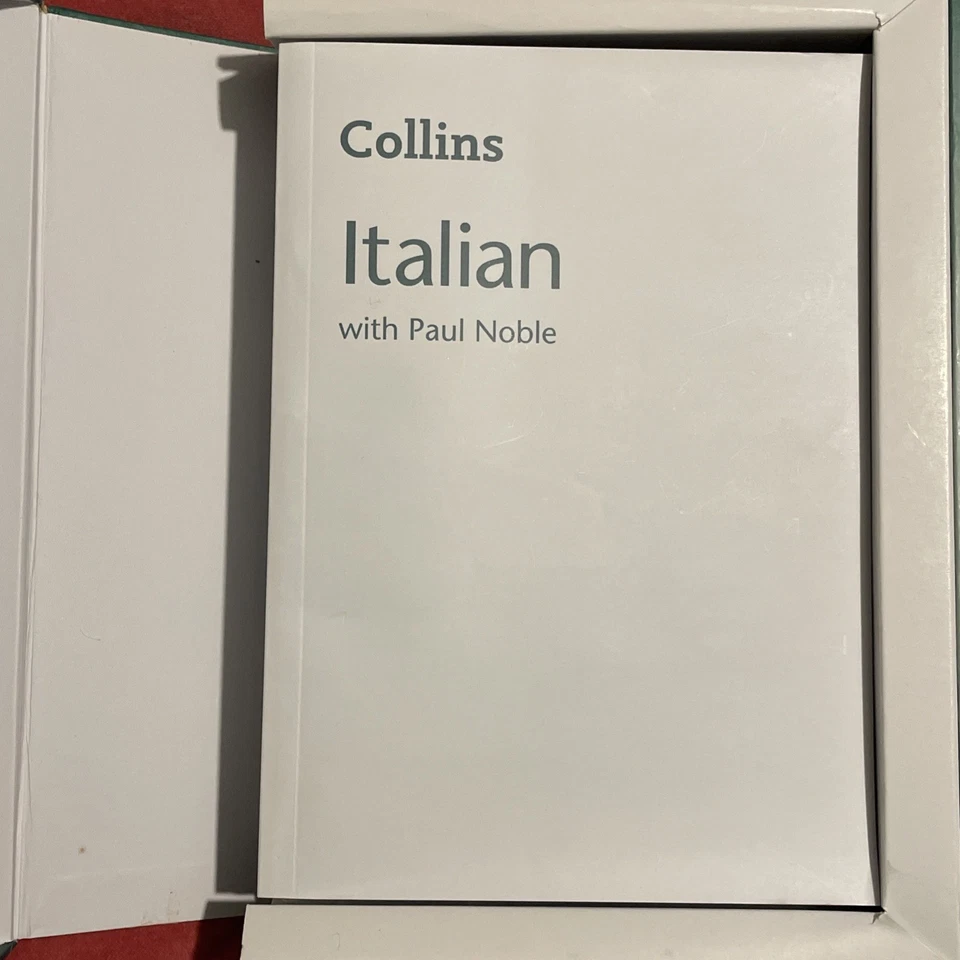 Collins
Italian
with Paul Noble